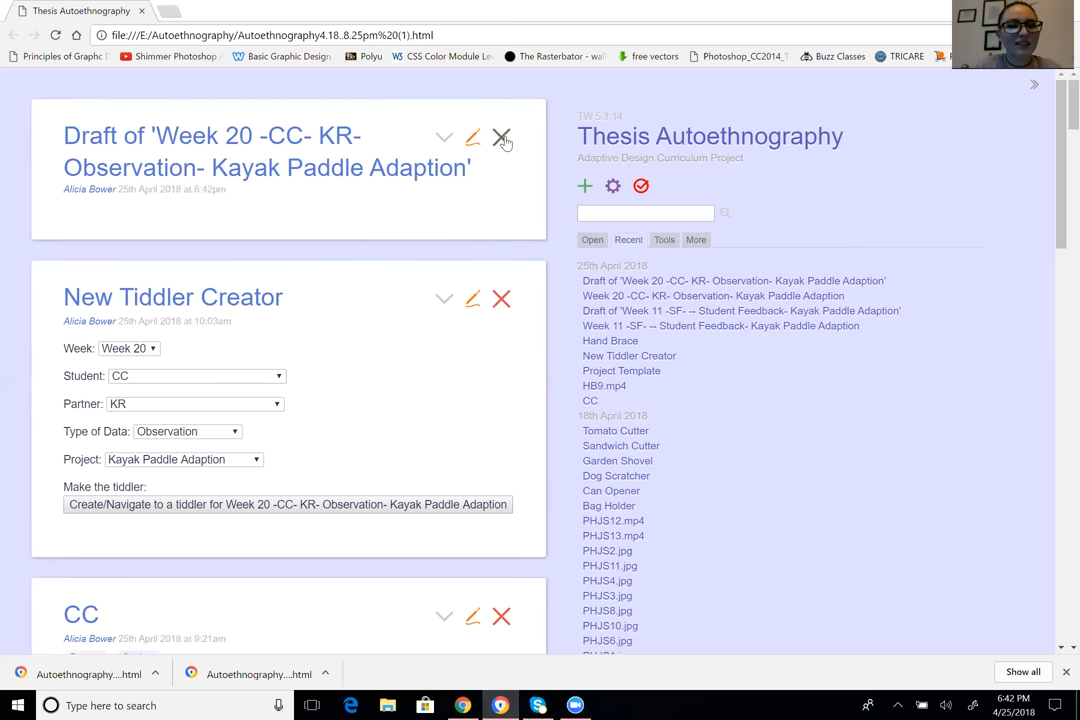 Thesis Autoethnography
file:///E:/Autoethnography/Autoethnography4.18..8.25pm%20(1).html
Principles of Graphic
Shimmer Photoshop
Basic Graphic Design
Polyu
CSS Color Module Le
The Rasterbator - wal
free vectors
Photoshop_CC2014_T
Buzz Classes
TRICARE
Draft of 'Week 20 -CC- KR-
Observation- Kayak Paddle Adaption'
Alicia Bower 25th April 2018 at 6:42pm
New Tiddler Creator
Alicia Bower 25th April 2018 at 10:03am
Week: Week 20
Student: CC
Partner: KR
Type of Data: Observation
Project: Kayak Paddle Adaption
Make the tiddler:
Create/Navigate to a tiddler for Week 20 -CC- KR- Observation- Kayak Paddle Adaption
CC
Alicia Bower 25th April 2018 at 9:21am
TW 5.1.14
Thesis Autoethnography
Adaptive Design Curriculum Project
Open Recent Tools More
25th April 2018
Draft of 'Week 20 -CC- KR- Observation- Kayak Paddle Adaption'
Week 20 -CC- KR- Observation- Kayak Paddle Adaption
Draft of 'Week 11 -SF- -- Student Feedback- Kayak Paddle Adaption'
Week 11 -SF- -- Student Feedback- Kayak Paddle Adaption
Hand Brace
New Tiddler Creator
Project Template
HB9.mp4
CC
18th April 2018
Tomato Cutter
Sandwich Cutter
Garden Shovel
Dog Scratcher
Can Opener
Bag Holder
PHJS12.mp4
PHJS13.mp4
PHJS2.jpg
PHJS11.jpg
PHJS4.jpg
PHJS3.jpg
PHJS8.jpg
PHJS10.jpg
PHJS6.jpg
Autoethnography....html
Autoethnography....html
Show all
Type here to search
6:42 PM
4/25/2018